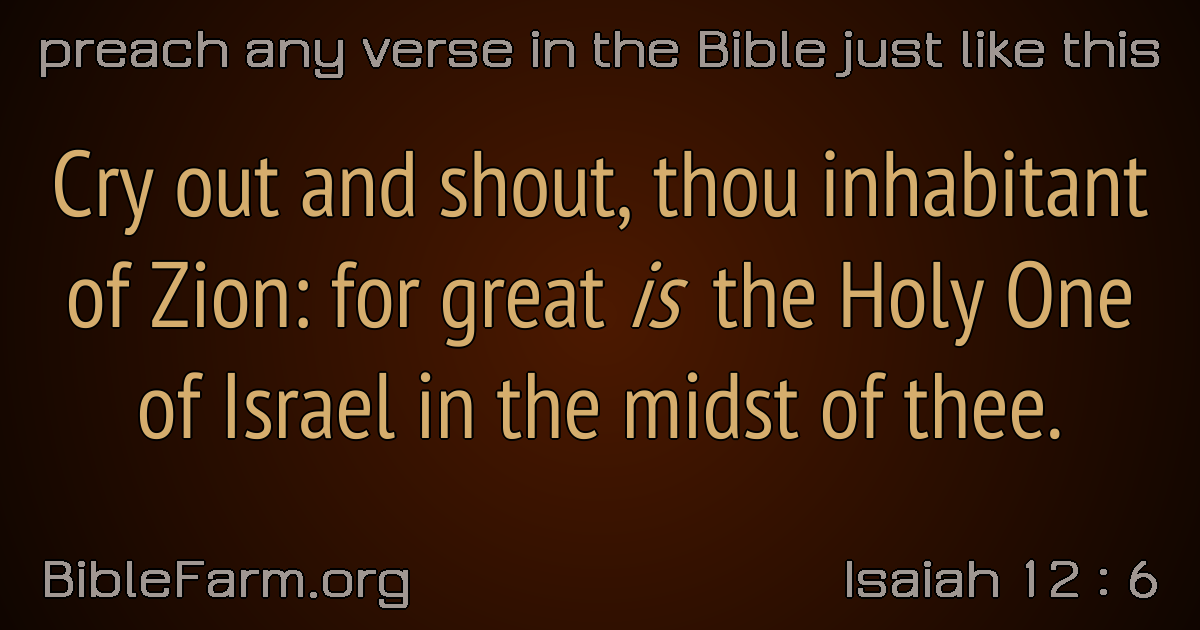 preach any verse in the Bible just like this
Cry out and shout, thou inhabitant
of Zion: for great is the Holy One
of Israel in the midst of thee.
BibleFarm.org
Isaiah 12 : 6